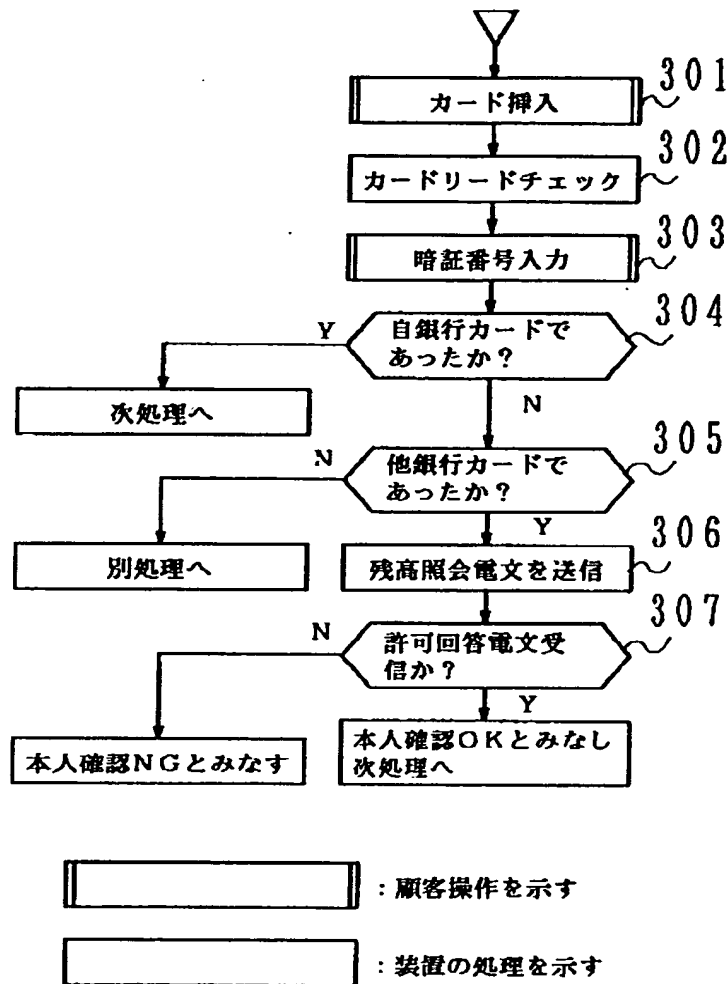 301
カード挿入
302
カードリードチェック
303
暗証番号入力
304
自銀行カードで
あったか？
Y
次処理へ
N
305
他銀行カードで
あったか？
N
別処理へ
Y
306
残高照会電文を送信
307
許可回答電文受
信か？
N
本人確認NGとみなす
Y
本人確認OKとみなし
次処理へ
：顧客操作を示す
：装置の処理を示す